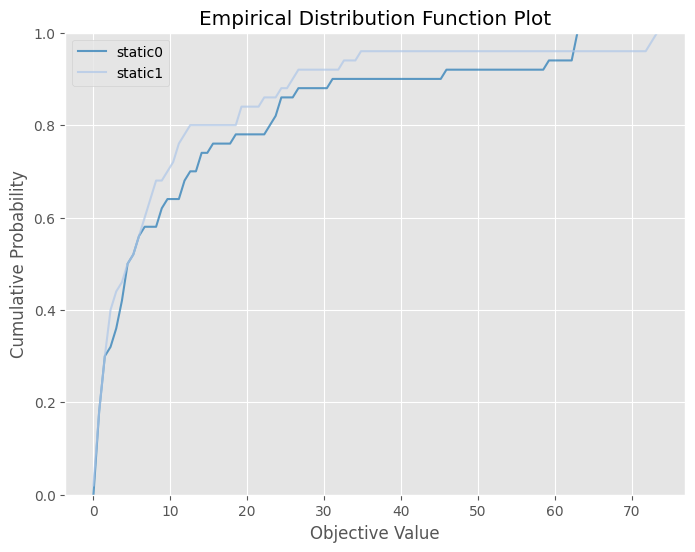 Empirical Distribution Function Plot
static0
static1
Cumulative Probability
1.0
0.8
0.6
0.4
0.2
0.0
0 10 20 30 40 50 60 70
Objective Value